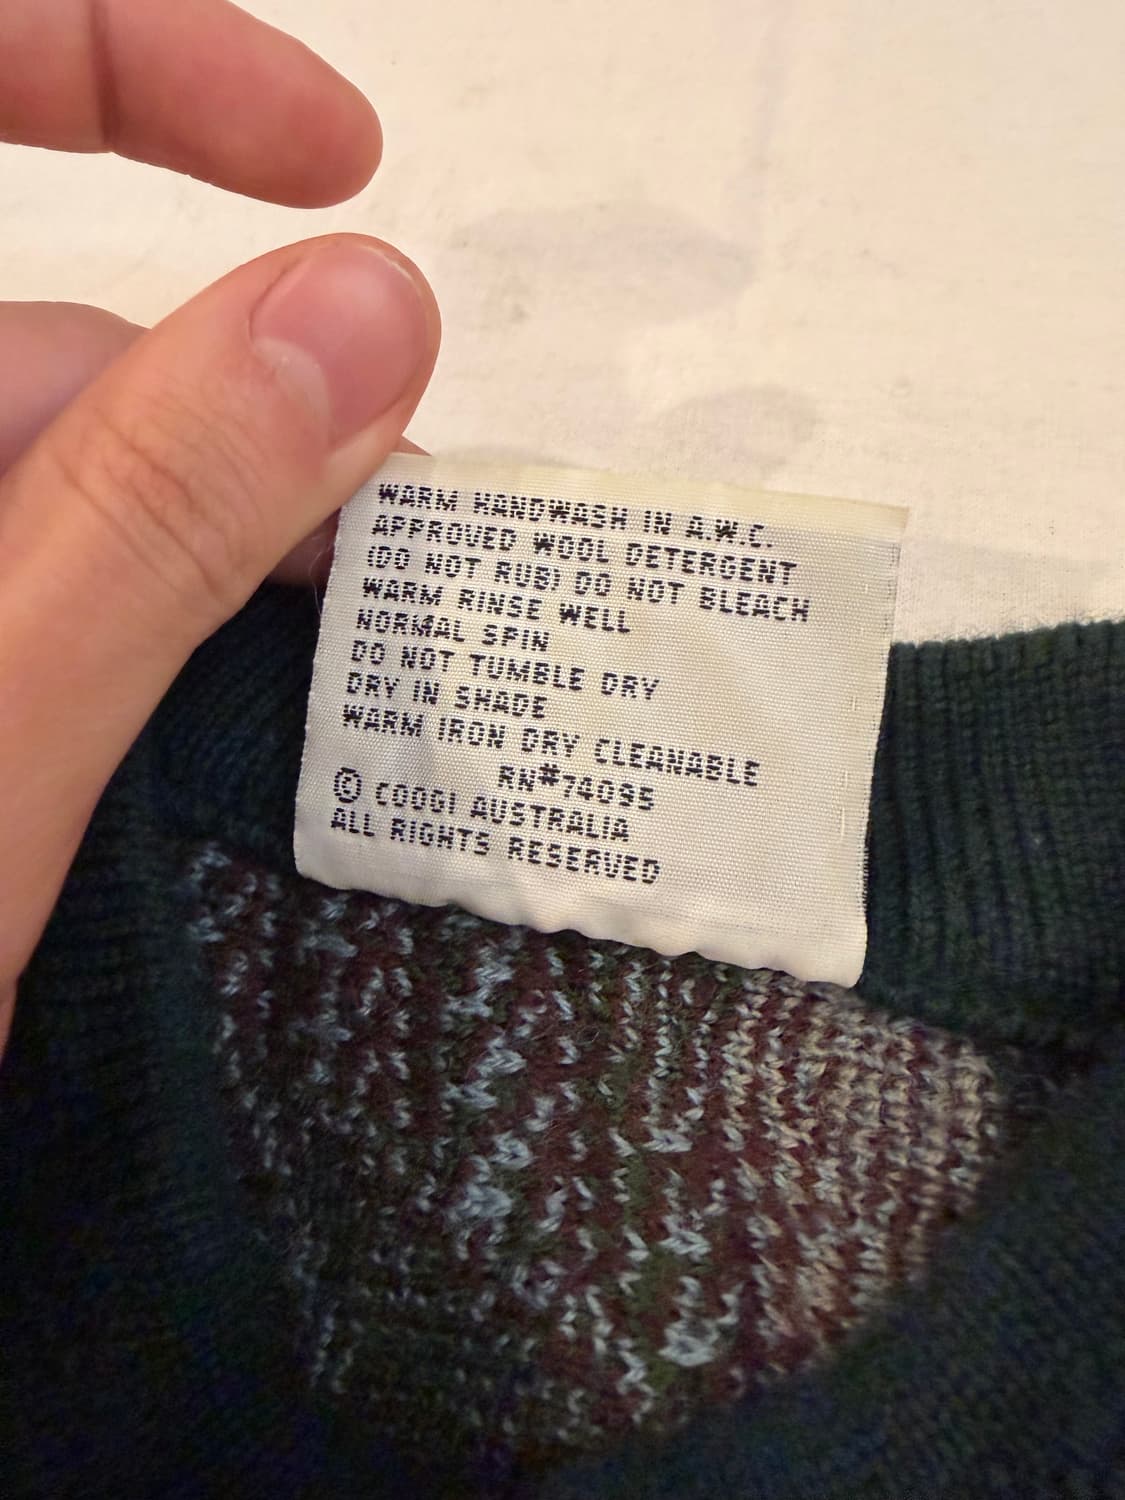 WARM HANDWASH IN A.W.C.
APPROVED WOOL DETERGENT
(DO NOT RUB) DO NOT BLEACH
WARM RINSE WELL
NORMAL SPIN
DO NOT TUMBLE DRY
DRY IN SHADE
WARM IRON DRY CLEANABLE
RN#74095
© COOGI AUSTRALIA
ALL RIGHTS RESERVED